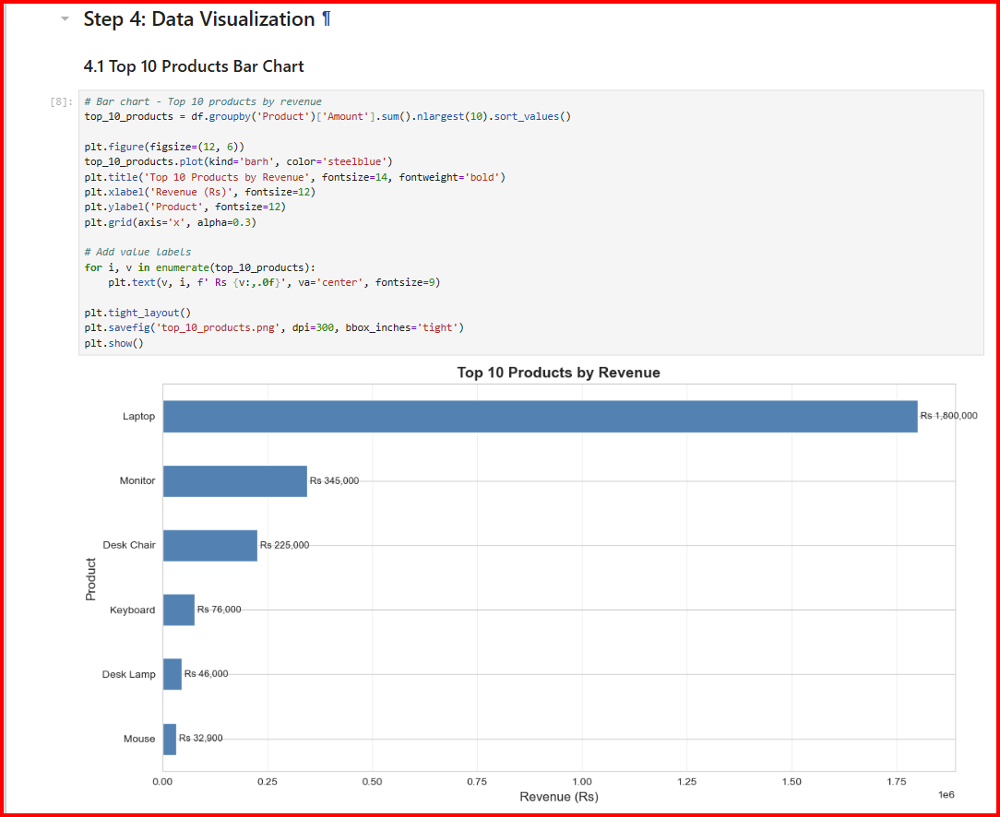 Step 4: Data Visualization ¶
4.1 Top 10 Products Bar Chart
[8]:
# Bar chart - Top 10 products by revenue
top_10_products = df.groupby('Product')['Amount'].sum().nlargest(10).sort_values()
plt.figure(figsize=(12, 6))
top_10_products.plot(kind='barh', color='steelblue')
plt.title('Top 10 Products by Revenue', fontsize=14, fontweight='bold')
plt.xlabel('Revenue (Rs)', fontsize=12)
plt.ylabel('Product', fontsize=12)
plt.grid(axis='x', alpha=0.3)
# Add value labels
for i, v in enumerate(top_10_products):
    plt.text(v, i, f' Rs {v:,.0f}', va='center', fontsize=9)
plt.tight_layout()
plt.savefig('top_10_products.png', dpi=300, bbox_inches='tight')
plt.show()
Top 10 Products by Revenue
Laptop Rs 1,800,000
Monitor Rs 345,000
Desk Chair Rs 225,000
Product
Keyboard Rs 76,000
Desk Lamp Rs 46,000
Mouse Rs 32,900
0.00 0.25 0.50 0.75 1.00 1.25 1.50 1.75
Revenue (Rs)
1e6